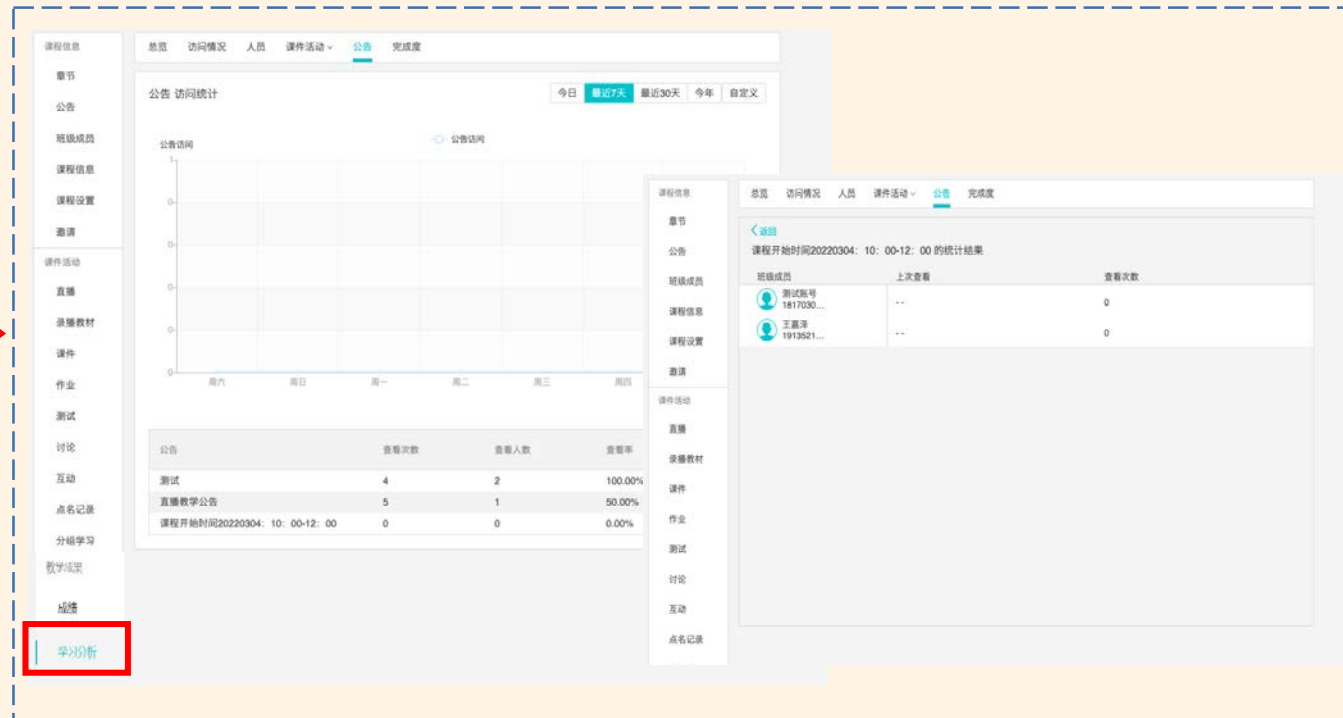 课程信息
章节
公告
班级成员
课程信息
课程设置
邀请
课件活动
直播
录播教材
课件
作业
测试
讨论
互动
点名记录
分组学习
教学成果
成绩
学习分析
总览 访问情况 人员 课件活动 公告 完成度
公告 访问统计
今日 最近7天 最近30天 今年 自定义
公告访问
公告访问
1
0
0
0
0
0
周六 周日 周一 周二 周三 周四
公告 查看次数 查看人数 查看率
测试 4 2 100.00%
直播教学公告 5 1 50.00%
课程开始时间20220304：10：00-12：00 0 0 0.00%
课程信息
章节
公告
班级成员
课程信息
课程设置
邀请
课件活动
直播
录播教材
课件
作业
测试
讨论
互动
点名记录
总览 访问情况 人员 课件活动 公告 完成度
返回
课程开始时间20220304：10：00-12：00 的统计结果
班级成员 上次查看 查看次数
测试账号
1817030... -- 0
王嘉泽
1913521... -- 0